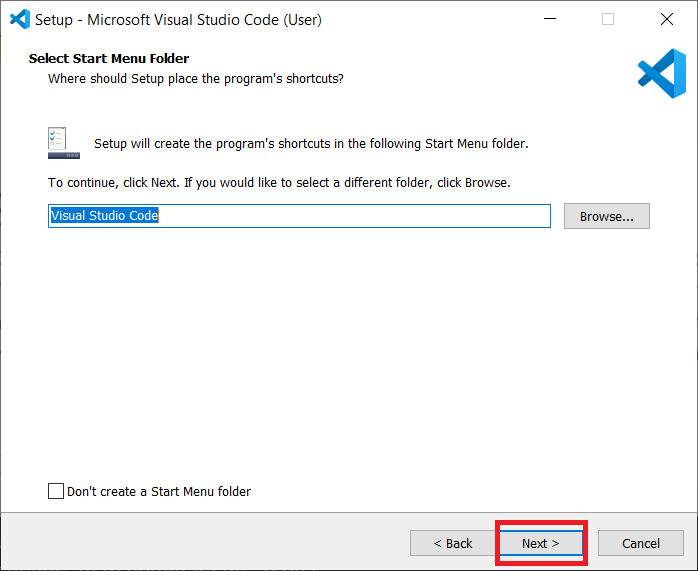 Setup - Microsoft Visual Studio Code (User)
Select Start Menu Folder
Where should Setup place the program's shortcuts?
Setup will create the program's shortcuts in the following Start Menu folder.
To continue, click Next. If you would like to select a different folder, click Browse.
Visual Studio Code
Browse...
Don't create a Start Menu folder
< Back
Next >
Cancel